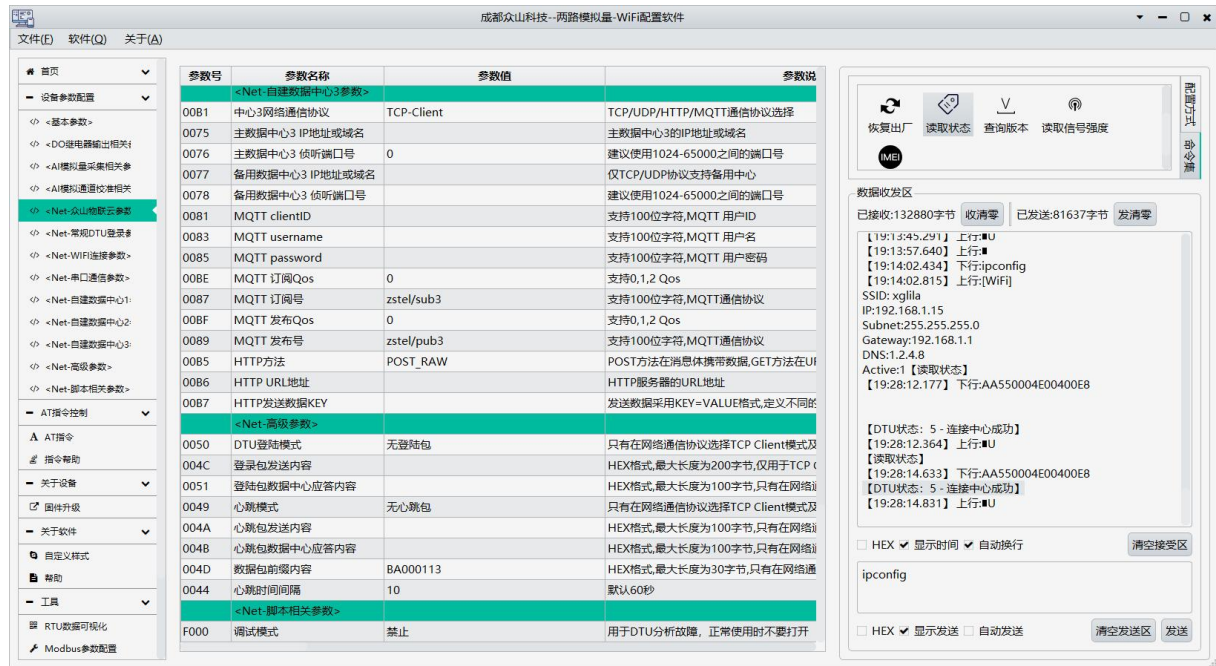 成都众山科技--两路模拟量-WiFi配置软件
文件(F) 软件(Q) 关于(A)
首页
设备参数配置
<基本参数>
<DO继电器输出相关
<AI模拟量采集相关参
<AI模拟通道校准相关
<Net-众山物联云参数
<Net-常规DTU登录参
<Net-WIFI连接参数>
<Net-串口通信参数>
<Net-自建数据中心1
<Net-自建数据中心2
<Net-自建数据中心3
<Net-高级参数>
<Net-脚本相关参数>
AT指令控制
AT指令
指令帮助
关于设备
固件升级
关于软件
自定义样式
帮助
工具
RTU数据可视化
Modbus参数配置
参数号 参数名称 参数值 参数说
<Net-自建数据中心3参数>
00B1 中心3网络通信协议 TCP-Client TCP/UDP/HTTP/MQTT通信协议选择
0075 主数据中心3 IP地址或域名 主数据中心3的IP地址或域名
0076 主数据中心3 侦听端口号 0 建议使用1024-65000之间的端口号
0077 备用数据中心3 IP地址或域名 仅TCP/UDP协议支持备用中心
0078 备用数据中心3 侦听端口号 建议使用1024-65000之间的端口号
0081 MQTT clientID 支持100位字符,MQTT 用户ID
0083 MQTT username 支持100位字符,MQTT 用户名
0085 MQTT password 支持100位字符,MQTT 用户密码
00BE MQTT 订阅Qos 0 支持0,1,2 Qos
0087 MQTT 订阅号 zstel/sub3 支持100位字符,MQTT通信协议
00BF MQTT 发布Qos 0 支持0,1,2 Qos
0089 MQTT 发布号 zstel/pub3 支持100位字符,MQTT通信协议
00B5 HTTP方法 POST_RAW POST方法在消息体携带数据,GET方法在UR
00B6 HTTP URL地址 HTTP服务器的URL地址
00B7 HTTP发送数据KEY 发送数据采用KEY=VALUE格式,定义不同的
<Net-高级参数>
0050 DTU登陆模式 无登陆包 只有在网络通信协议选择TCP Client模式及
004C 登录包发送内容 HEX格式,最大长度为200字节,仅用于TCP
0051 登陆包数据中心应答内容 HEX格式,最大长度为100字节,只有在网络通
0049 心跳模式 无心跳包 只有在网络通信协议选择TCP Client模式及
004A 心跳包发送内容 HEX格式,最大长度为100字节,只有在网络通
004B 心跳包数据中心应答内容 HEX格式,最大长度为100字节,只有在网络通
004D 数据包前缀内容 BA000113 HEX格式,最大长度为30字节,只有在网络通
0044 心跳时间间隔 10 默认60秒
<Net-脚本相关参数>
F000 调试模式 禁止 用于DTU分析故障，正常使用时不要打开
恢复出厂 读取状态 查询版本 读取信号强度
IMEI
配置方式
命令集
数据收发区
已接收:132880字节 收清零 已发送:81637字节 发清零
【19:13:45.291】上行:■U
【19:13:57.640】上行:■
【19:14:02.434】下行:ipconfig
【19:14:02.815】上行:[WiFi]
SSID: xglila
IP:192.168.1.15
Subnet:255.255.255.0
Gateway:192.168.1.1
DNS:1.2.4.8
Active:1【读取状态】
【19:28:12.177】下行:AA550004E00400E8
【DTU状态：5 - 连接中心成功】
【19:28:12.364】上行:■U
【读取状态】
【19:28:14.633】下行:AA550004E00400E8
【DTU状态：5 - 连接中心成功】
【19:28:14.831】上行:■U
HEX 显示时间 自动换行 清空接受区
ipconfig
HEX 显示发送 自动发送 清空发送区 发送